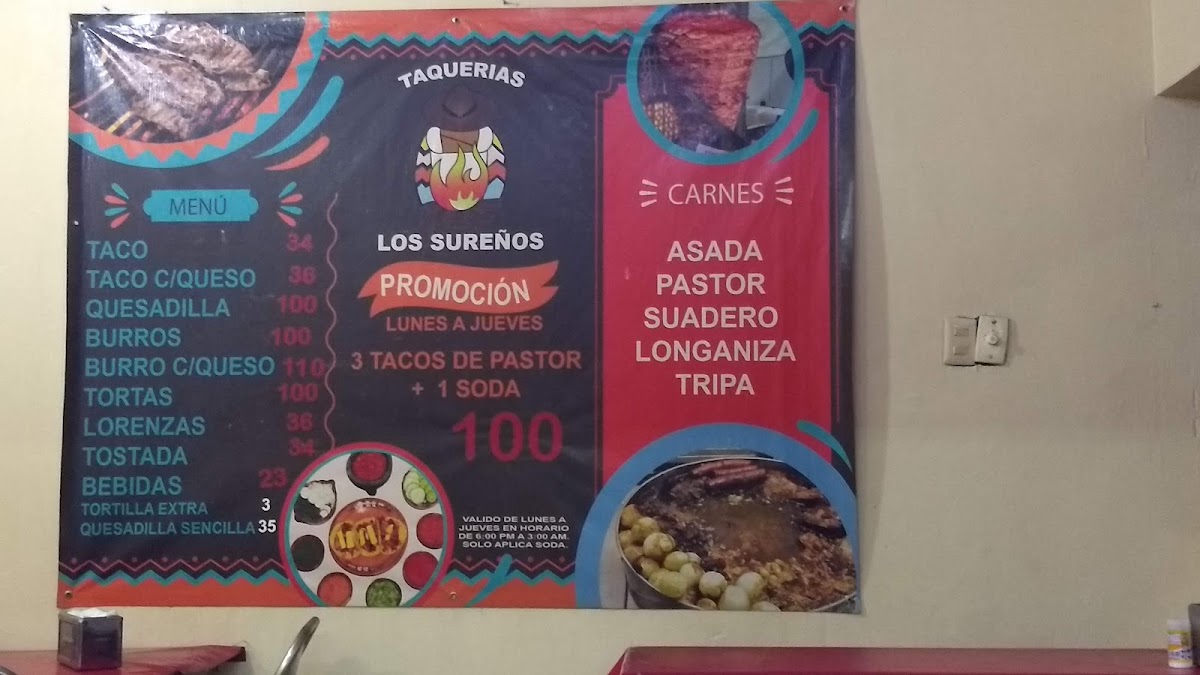 TAQUERIAS
LOS SUREÑOS
MENÚ
TACO 34
TACO C/QUESO 36
QUESADILLA 100
BURROS 100
BURRO C/QUESO 110
TORTAS 100
LORENZAS 36
TOSTADA 34
BEBIDAS 23
TORTILLA EXTRA 3
QUESADILLA SENCILLA 35
PROMOCIÓN
LUNES A JUEVES
3 TACOS DE PASTOR
+ 1 SODA
100
VALIDO DE LUNES A
JUEVES EN HORARIO
DE 6:00 PM A 3:00 AM.
SOLO APLICA SODA.
CARNES
ASADA
PASTOR
SUADERO
LONGANIZA
TRIPA